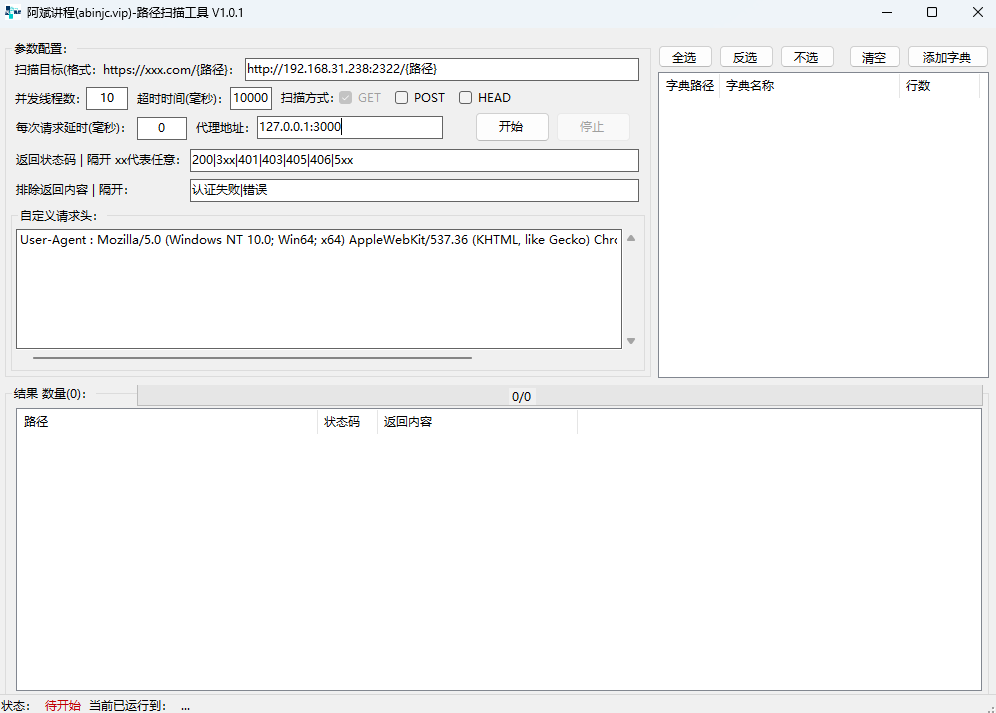 阿斌讲程(abinjc.vip)-路径扫描工具 V1.0.1
参数配置：
扫描目标(格式：https://xxx.com/{路径}： http://192.168.31.238:2322/{路径}
并发线程数： 10 超时时间(毫秒)： 10000 扫描方式： GET POST HEAD
每次请求延时(毫秒)： 0 代理地址： 127.0.0.1:3000 开始 停止
返回状态码 | 隔开 xx代表任意： 200|3xx|401|403|405|406|5xx
排除返回内容 | 隔开： 认证失败|错误
自定义请求头：
User-Agent : Mozilla/5.0 (Windows NT 10.0; Win64; x64) AppleWebKit/537.36 (KHTML, like Gecko) Chr
全选 反选 不选 清空 添加字典
字典路径 字典名称 行数
结果 数量(0)： 0/0
路径 状态码 返回内容
状态： 待开始 当前已运行到： ...